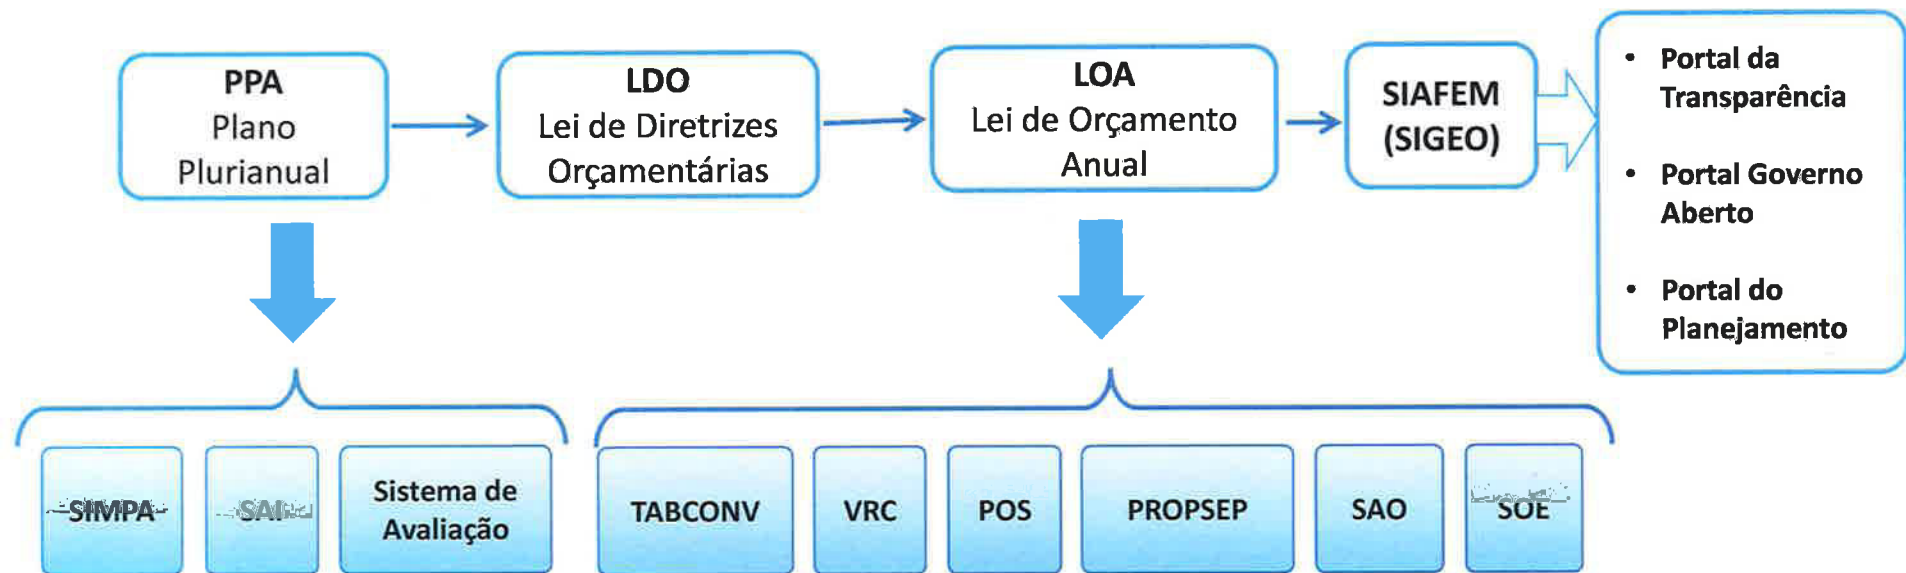 PPA
Plano
Plurianual
LDO
Lei de Diretrizes
Orçamentárias
LOA
Lei de Orçamento
Anual
SIAFEM
(SIGEO)
• Portal da
Transparência
• Portal Governo
Aberto
• Portal do
Planejamento
SIMPA
SAI
Sistema de
Avaliação
TABCONV
VRC
POS
PROPSEP
SAO
SOE